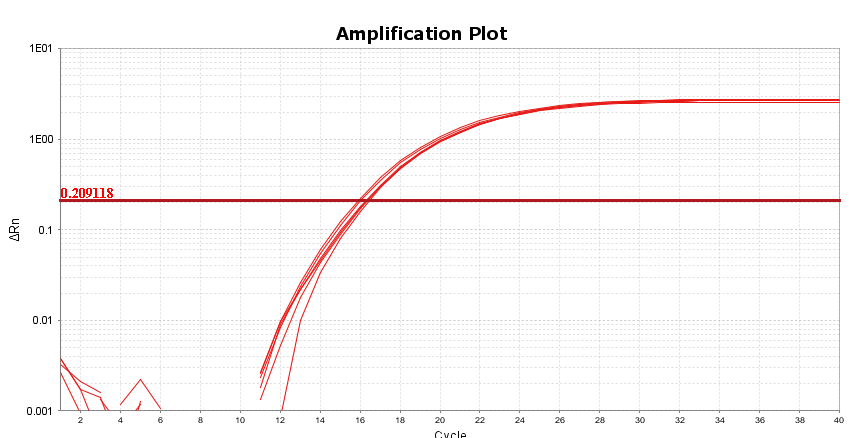 Amplification Plot
1E01
1E00
0.209118
0.1
0.01
0.001
ΔRn
2 4 6 8 10 12 14 16 18 20 22 24 26 28 30 32 34 36 38 40
Cycle